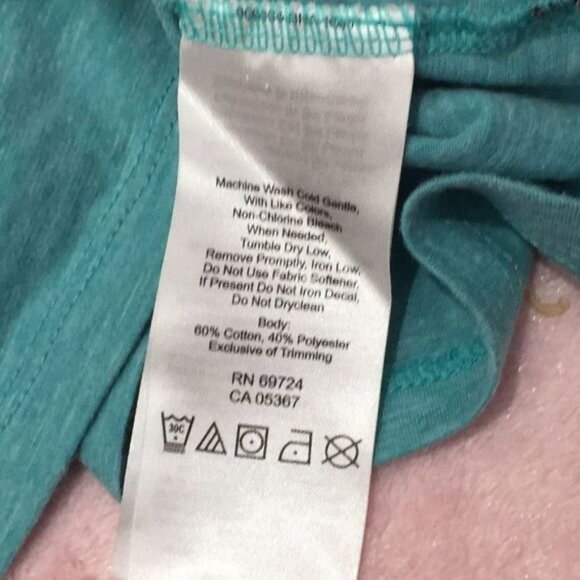 Machine Wash Cold Gentle,
With Like Colors,
Non-Chlorine Bleach
When Needed,
Tumble Dry Low,
Remove Promptly, Iron Low,
Do Not Use Fabric Softener,
If Present Do Not Iron Decal,
Do Not Dryclean
Body:
60% Cotton, 40% Polyester
Exclusive of Trimming
RN 69724
CA 05367
30C